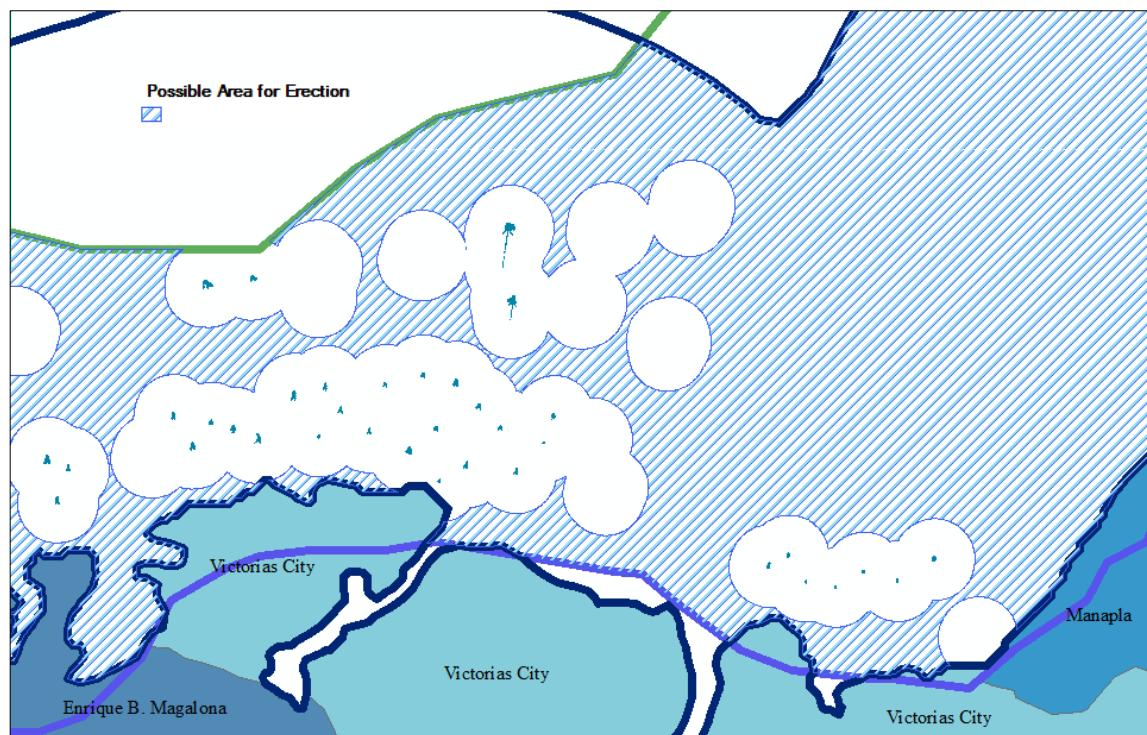 Possible Area for Erection
Victorias City
Manapla
Victorias City
Enrique B. Magalona
Victorias City